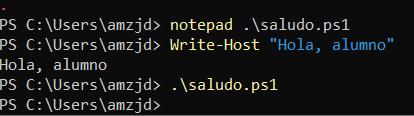 .
PS C:\Users\amzjd> notepad .\saludo.ps1
PS C:\Users\amzjd> Write-Host "Hola, alumno"
Hola, alumno
PS C:\Users\amzjd> .\saludo.ps1
PS C:\Users\amzjd>